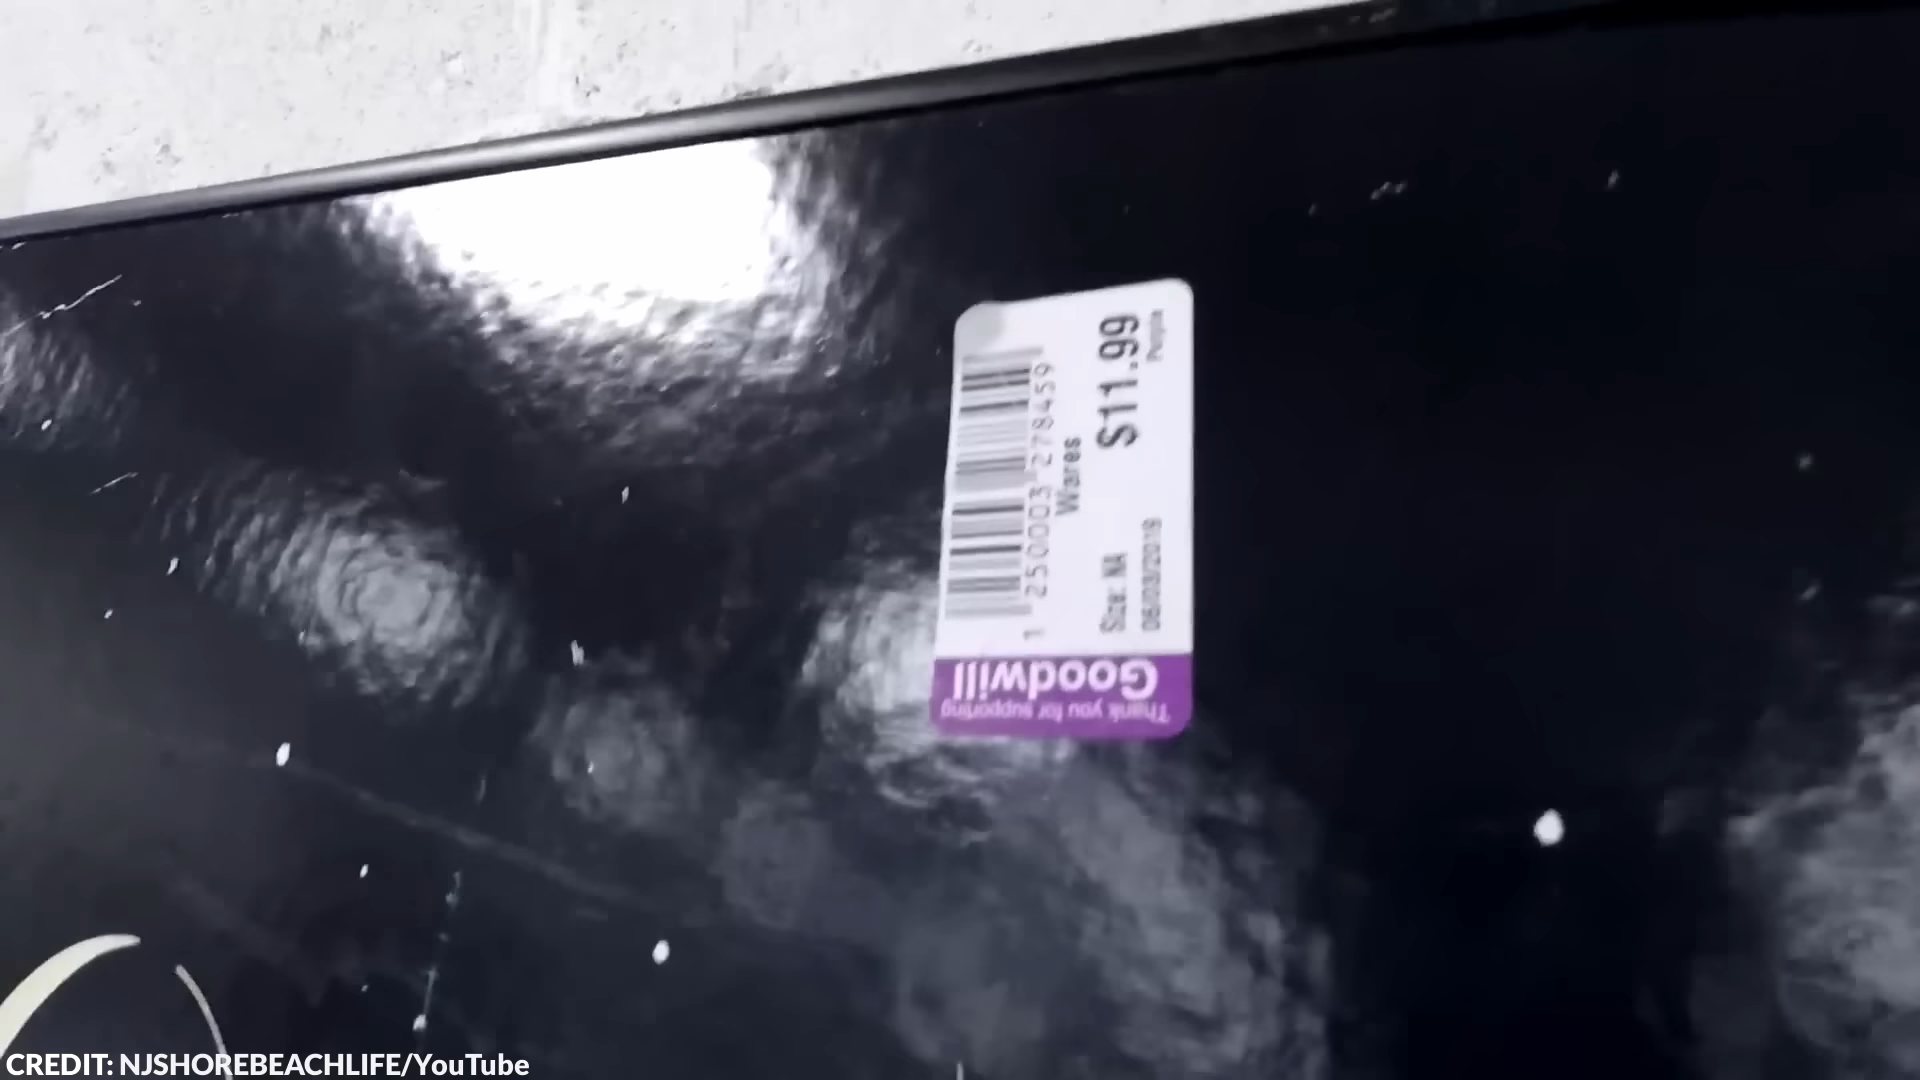 $11.99
Purple
Wares
1 250003 278459
Size: NA
06/03/2019
Thank you for supporting
Goodwill
CREDIT: NJSHOREBEACHLIFE/YouTube